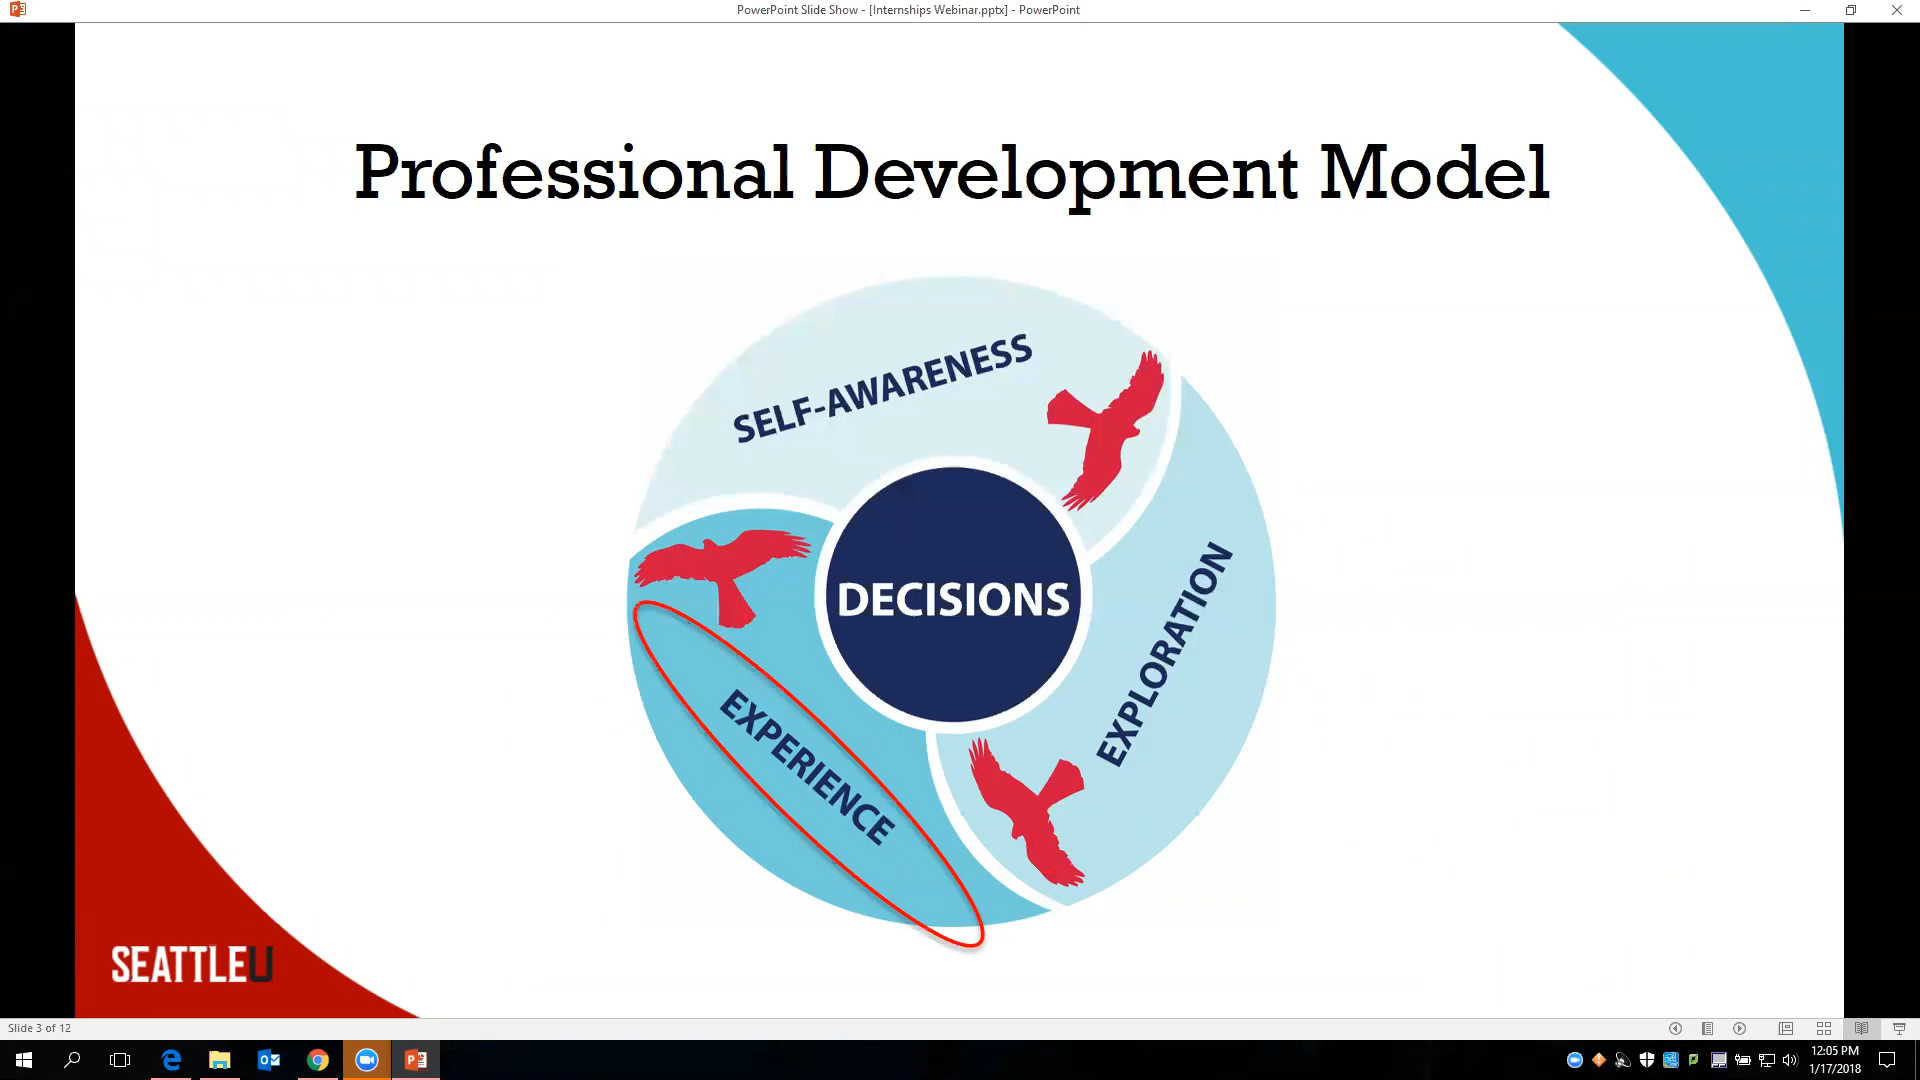 PowerPoint Slide Show - [Internships Webinar.pptx] - PowerPoint
Professional Development Model
SELF-AWARENESS
DECISIONS
EXPLORATION
EXPERIENCE
SEATTLEU
Slide 3 of 12
12:05 PM
1/17/2018